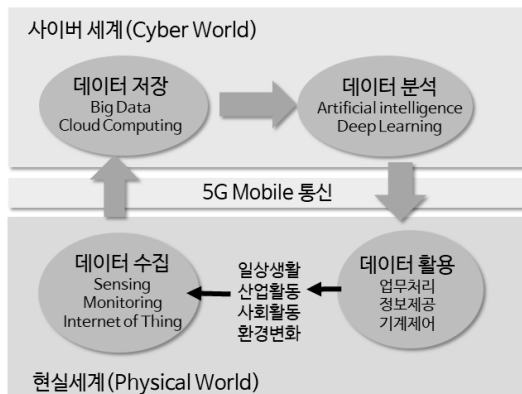 사이버 세계(Cyber World)
데이터 저장
Big Data
Cloud Computing
데이터 분석
Artificial intelligence
Deep Learning
5G Mobile 통신
데이터 수집
Sensing
Monitoring
Internet of Thing
일상생활
산업활동
사회활동
환경변화
데이터 활용
업무처리
정보제공
기계제어
현실세계(Physical World)